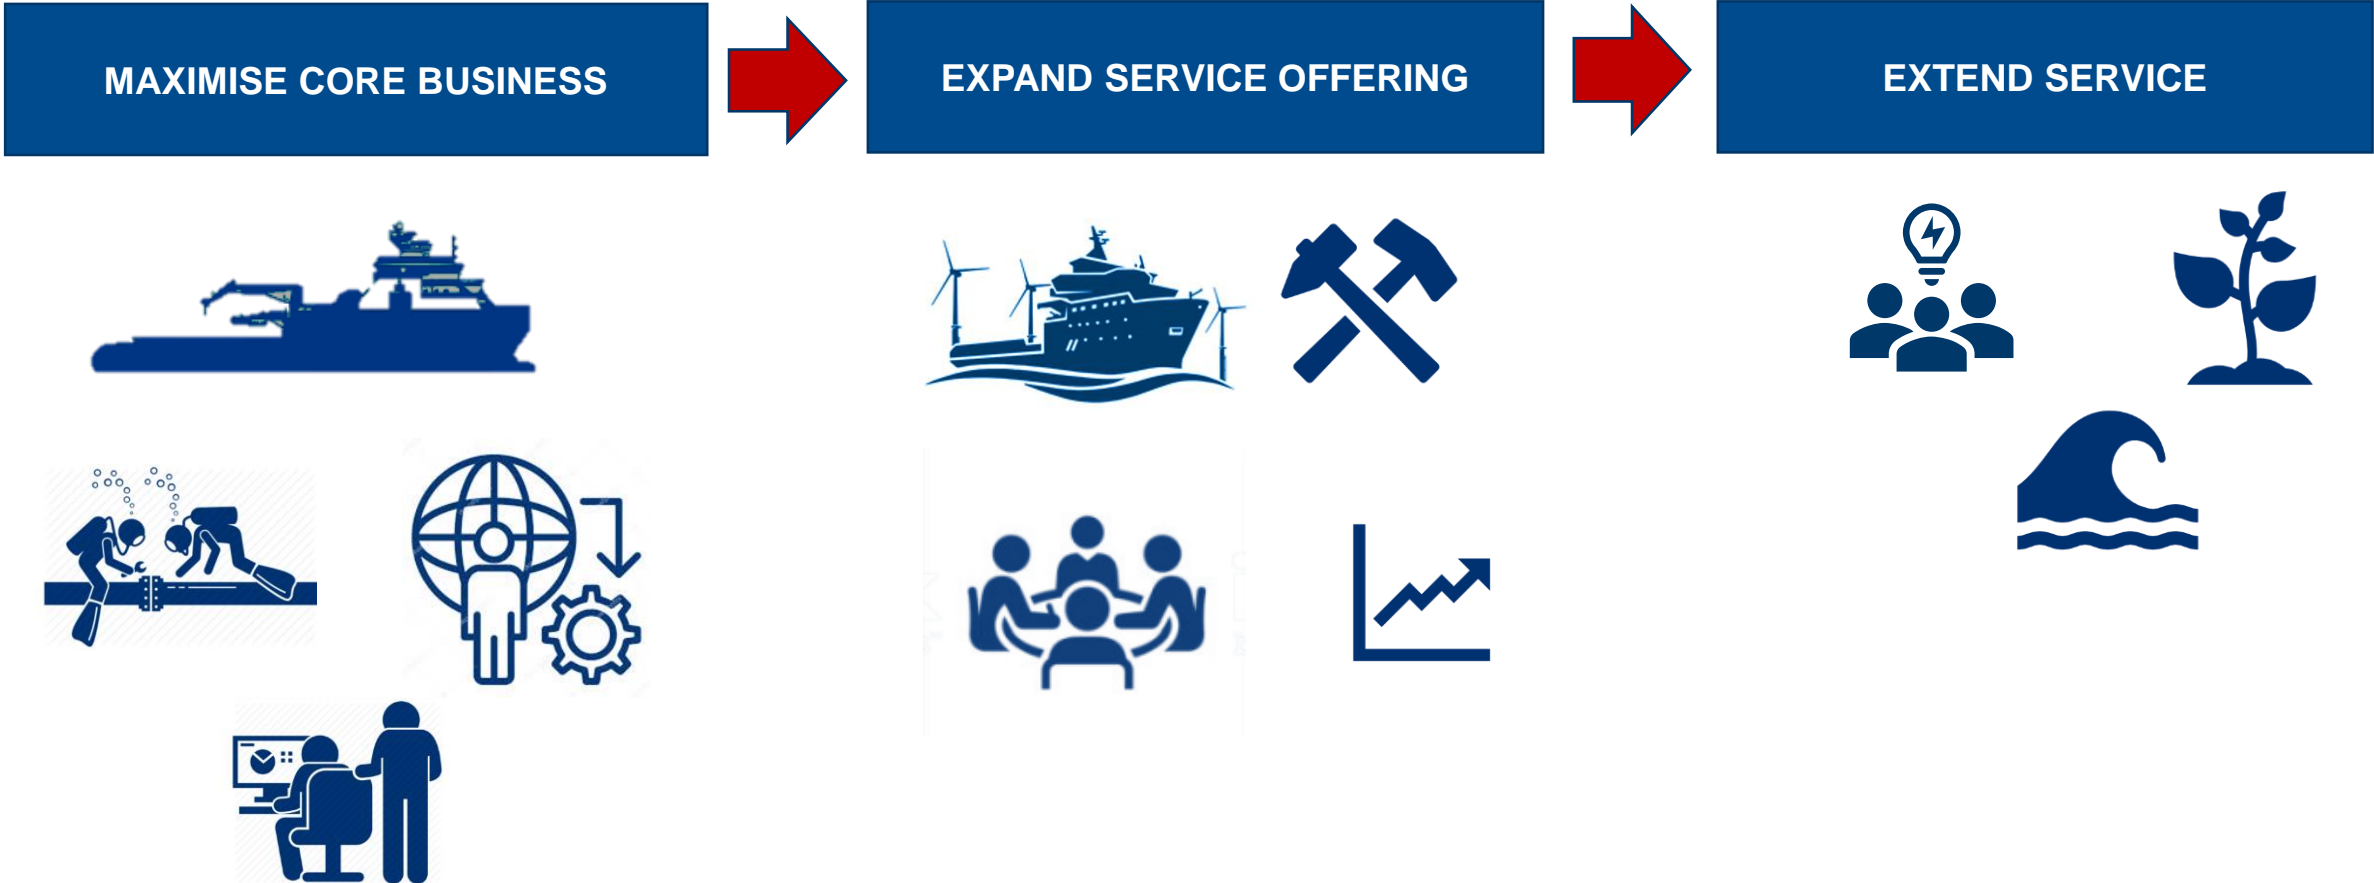 MAXIMISE CORE BUSINESS
EXPAND SERVICE OFFERING
EXTEND SERVICE